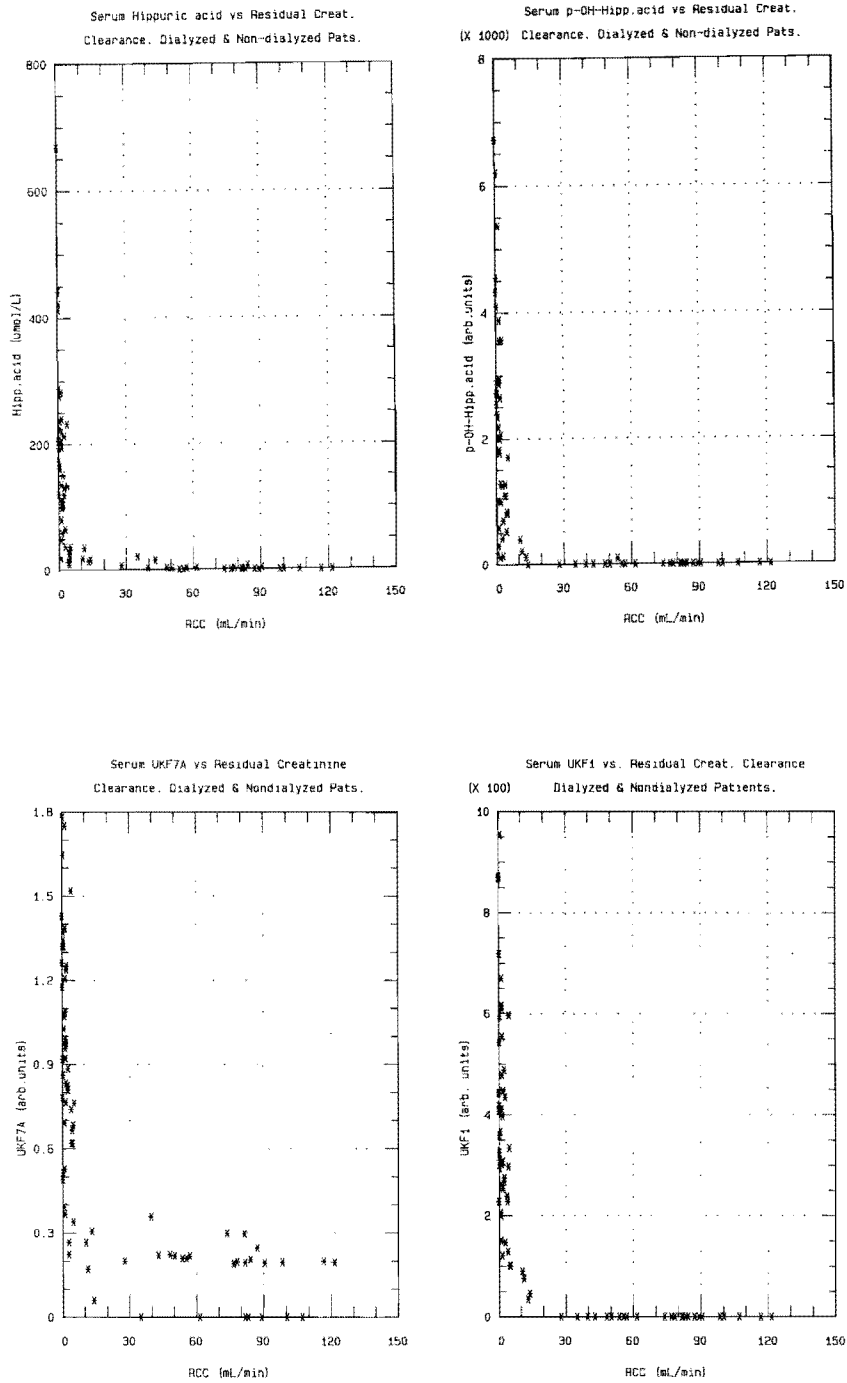 Serum Hippuric acid vs Residual Creat.
Clearance. Dialyzed & Non-dialyzed Pats.
800
600
400
200
0
Hipp.acid (umol/L)
0 30 60 90 120 150
RCC (mL/min)
Serum p-OH-Hipp.acid vs Residual Creat.
(X 1000) Clearance. Dialyzed & Non-dialyzed Pats.
8
6
4
2
0
p-OH-Hipp.acid (arb.units)
0 30 60 90 120 150
RCC (mL/min)
Serum UKF7A vs Residual Creatinine
Clearance. Dialyzed & Nondialyzed Pats.
1.8
1.5
1.2
0.9
0.6
0.3
0
UKF7A (arb.units)
0 30 60 90 120 150
RCC (mL/min)
Serum UKF1 vs. Residual Creat. Clearance
(X 100) Dialyzed & Nondialyzed Patients.
10
8
6
4
2
0
UKF1 (arb. units)
0 30 60 90 120 150
RCC (mL/min)